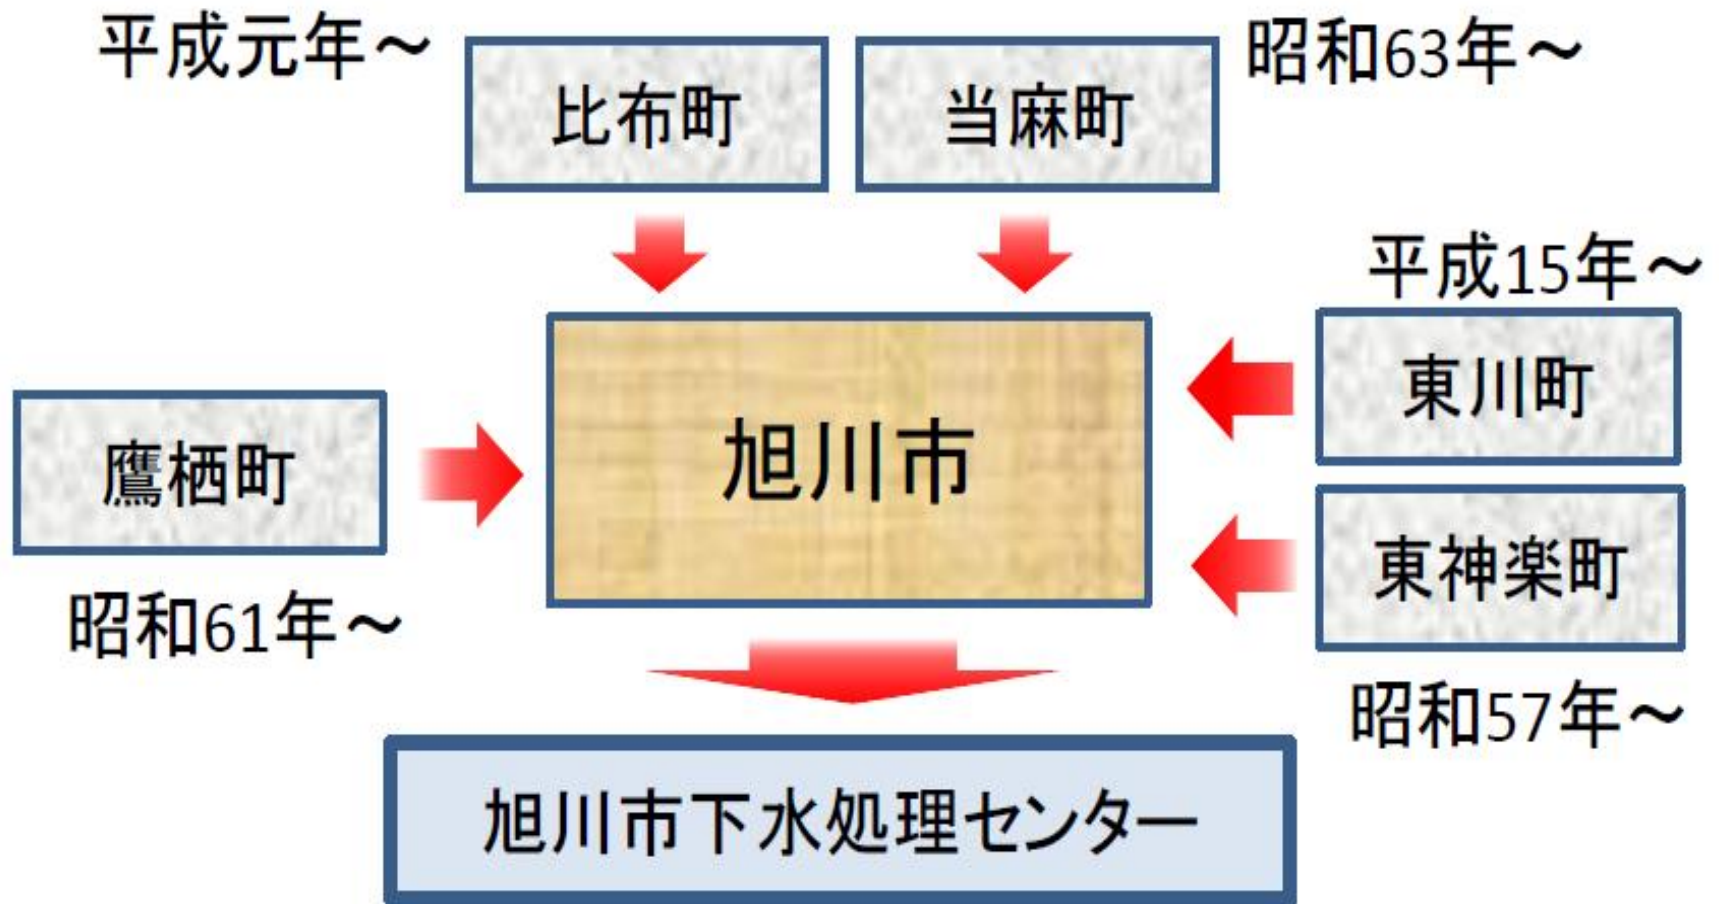 平成元年～
比布町
当麻町
昭和63年～
平成15年～
東川町
鷹栖町
旭川市
東神楽町
昭和61年～
昭和57年～
旭川市下水処理センター